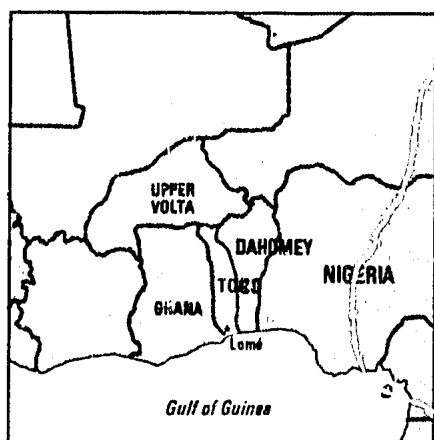 UPPER
VOLTA
DAHOMEY
TOGO
NIGERIA
GHANA
Lomé
Gulf of Guinea